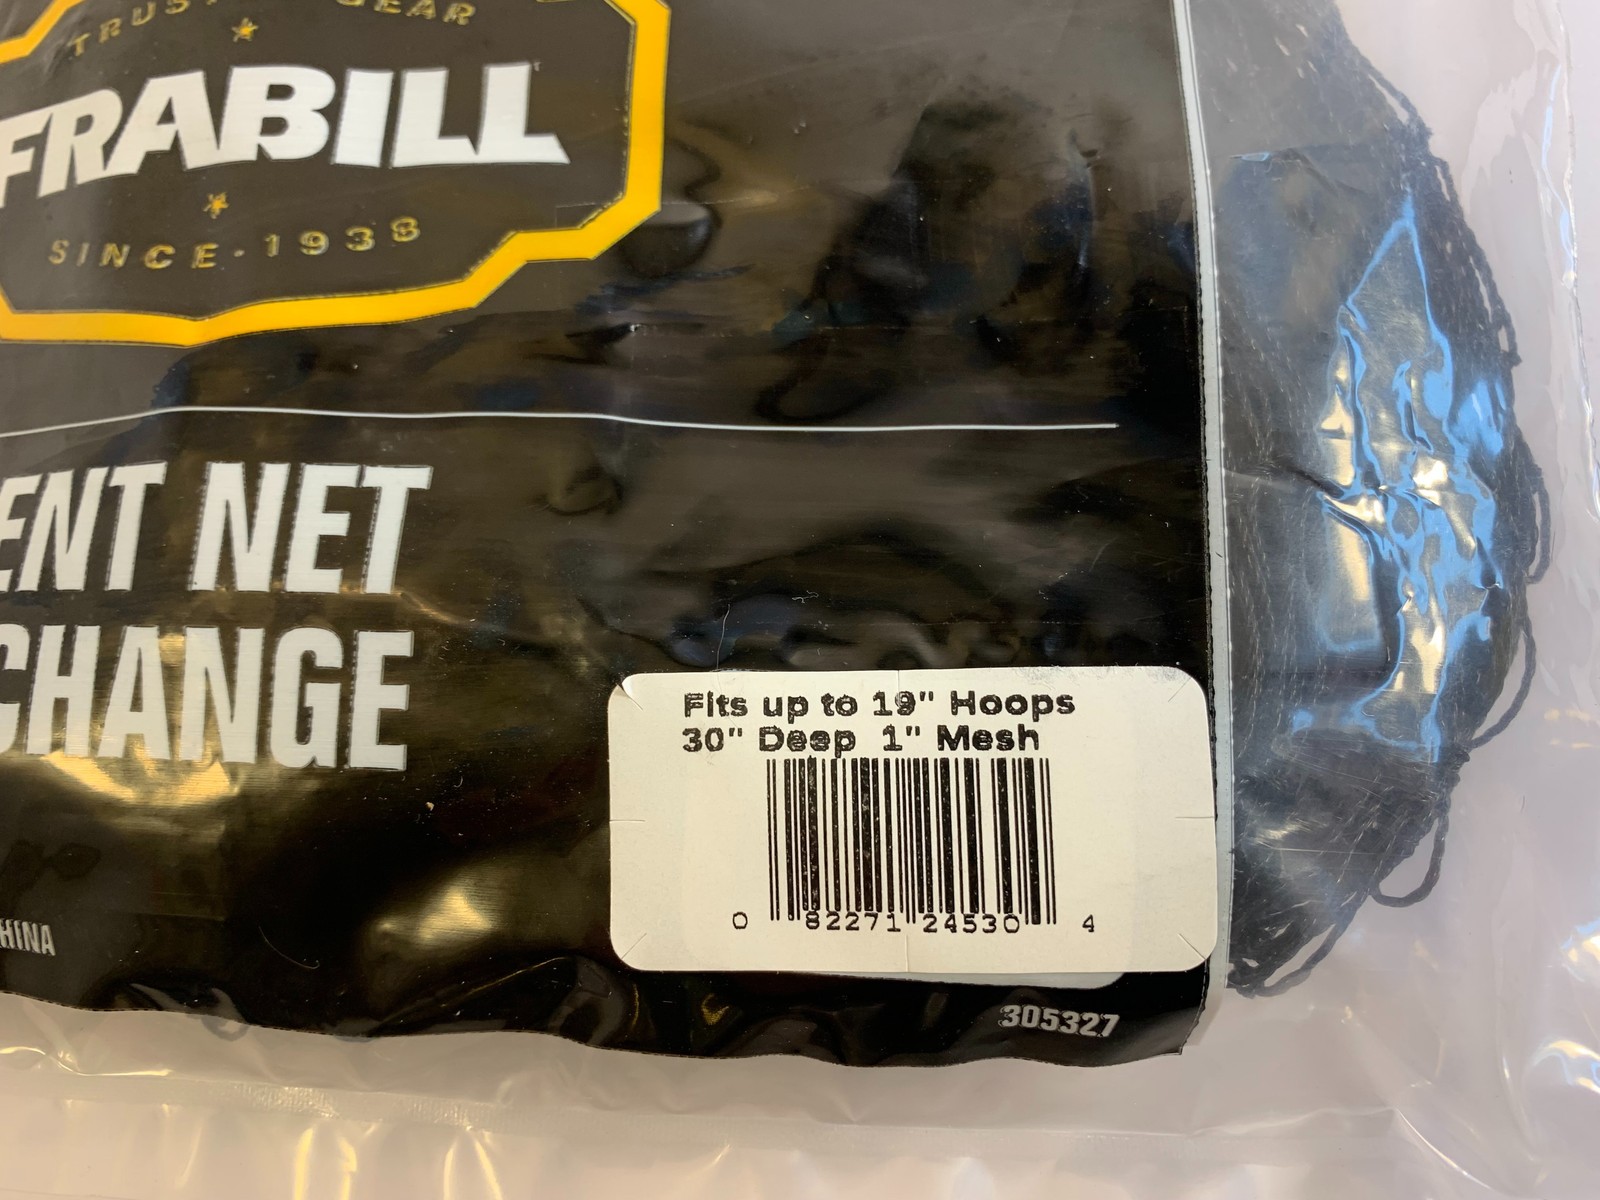 GEAR
FRABILL
SINCE·1938
ENT NET
CHANGE
Fits up to 19" Hoops
30" Deep 1" Mesh
0 82271 24530 4
HINA
305327